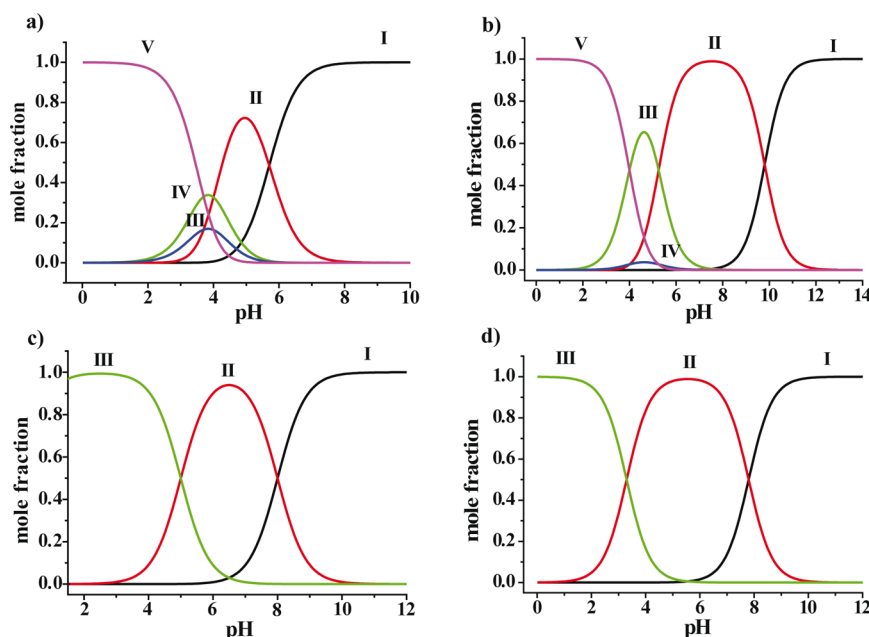 a)
V
I
II
IV
III
mole fraction
1.0
0.8
0.6
0.4
0.2
0.0
0 2 4 6 8 10
pH
b)
V
II
I
III
IV
mole fraction
1.0
0.8
0.6
0.4
0.2
0.0
0 2 4 6 8 10 12 14
pH
c)
III
II
I
mole fraction
1.0
0.8
0.6
0.4
0.2
0.0
2 4 6 8 10 12
pH
d)
III
II
I
mole fraction
1.0
0.8
0.6
0.4
0.2
0.0
0 2 4 6 8 10 12
pH